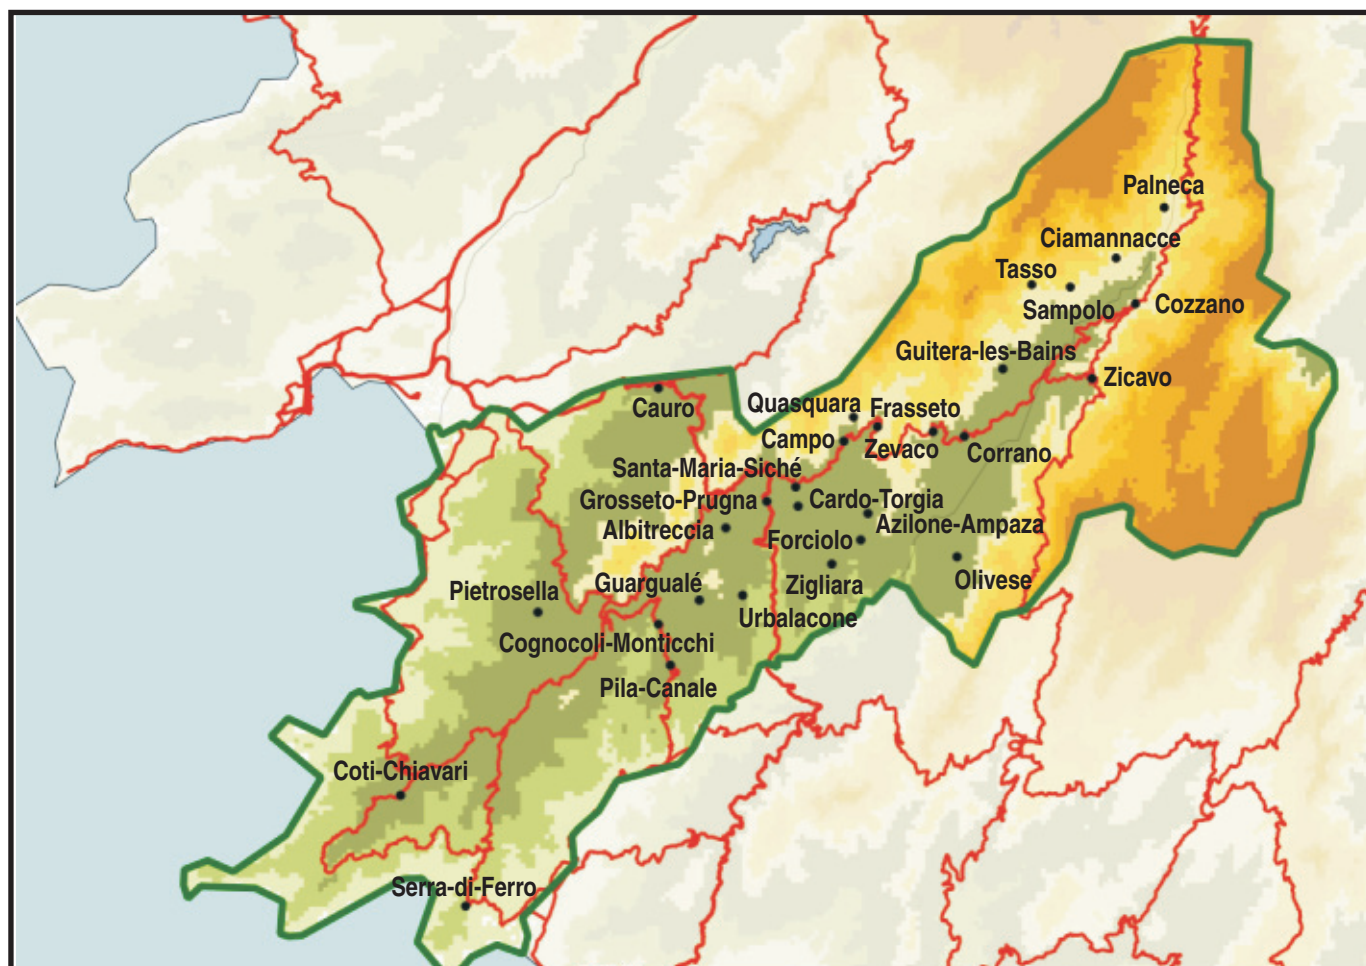 Palneca
Ciamannacce
Tasso
Sampolo
Cozzano
Guitera-les-Bains
Zicavo
Cauro
Quasquara
Frasseto
Campo
Zevaco
Corrano
Santa-Maria-Siché
Grosseto-Prugna
Cardo-Torgia
Albitreccia
Azilone-Ampaza
Forciolo
Olivese
Pietrosella
Guargualé
Zigliara
Urbalacone
Cognocoli-Monticchi
Pila-Canale
Coti-Chiavari
Serra-di-Ferro